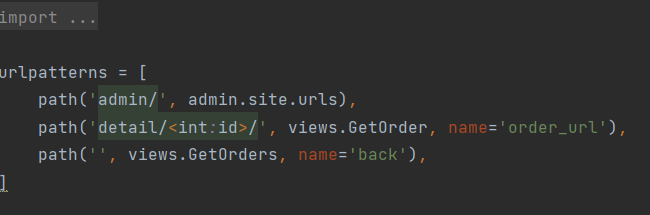 import ...
urlpatterns = [
path('admin/', admin.site.urls),
path('detail/<int:id>/', views.GetOrder, name='order_url'),
path('', views.GetOrders, name='back'),
]